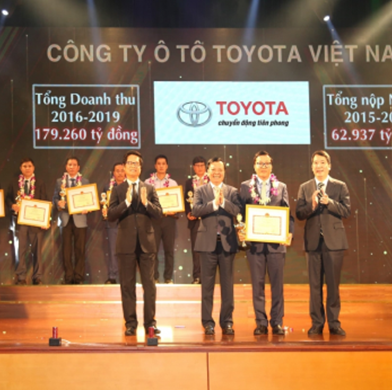 CÔNG TY Ô TÔ TOYOTA VIỆT NA
Tổng Doanh thu
2016-2019
179.260 tỷ đồng
TOYOTA
chuyển động tiên phong
Tổng nộp N
2015-20
62.937 tỷ